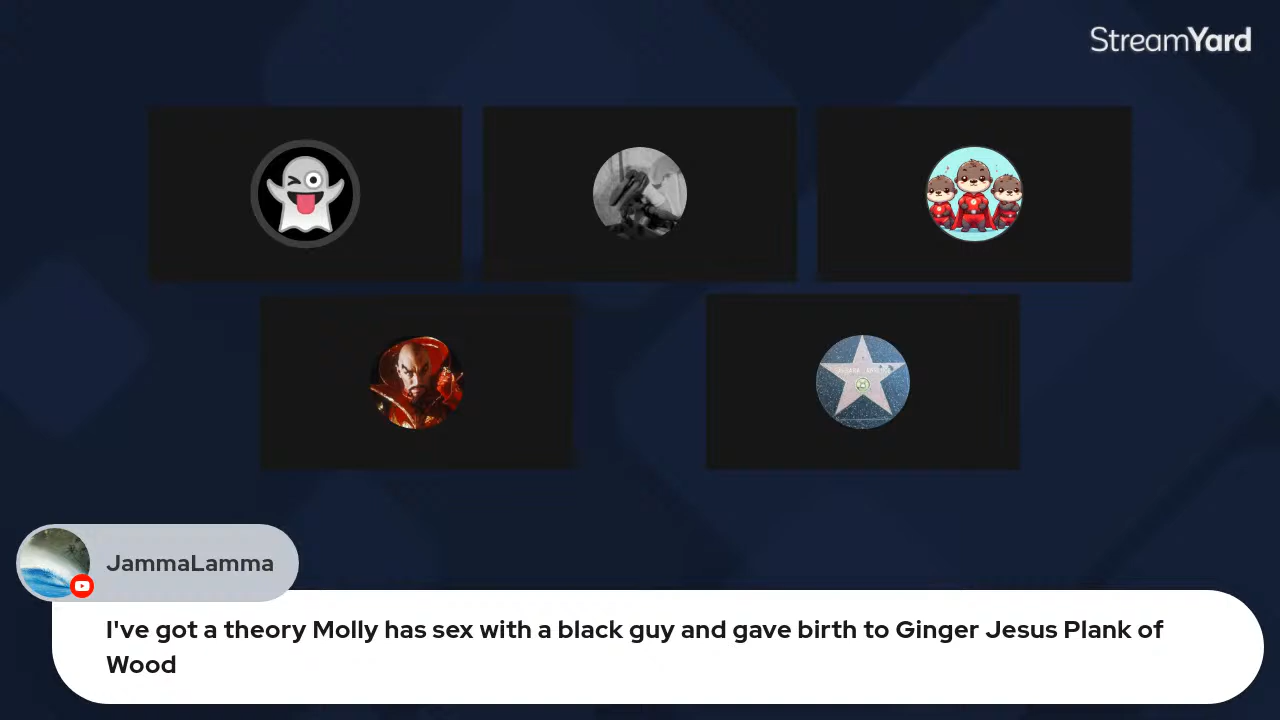 StreamYard
JammaLamma
I've got a theory Molly has sex with a black guy and gave birth to Ginger Jesus Plank of
Wood